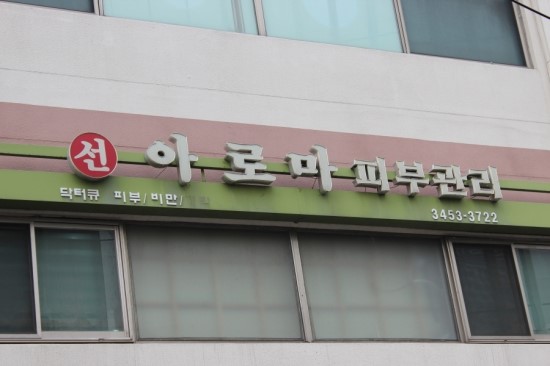 선 아로마 피부관리
닥터큐 피부/비만/
3453-3722